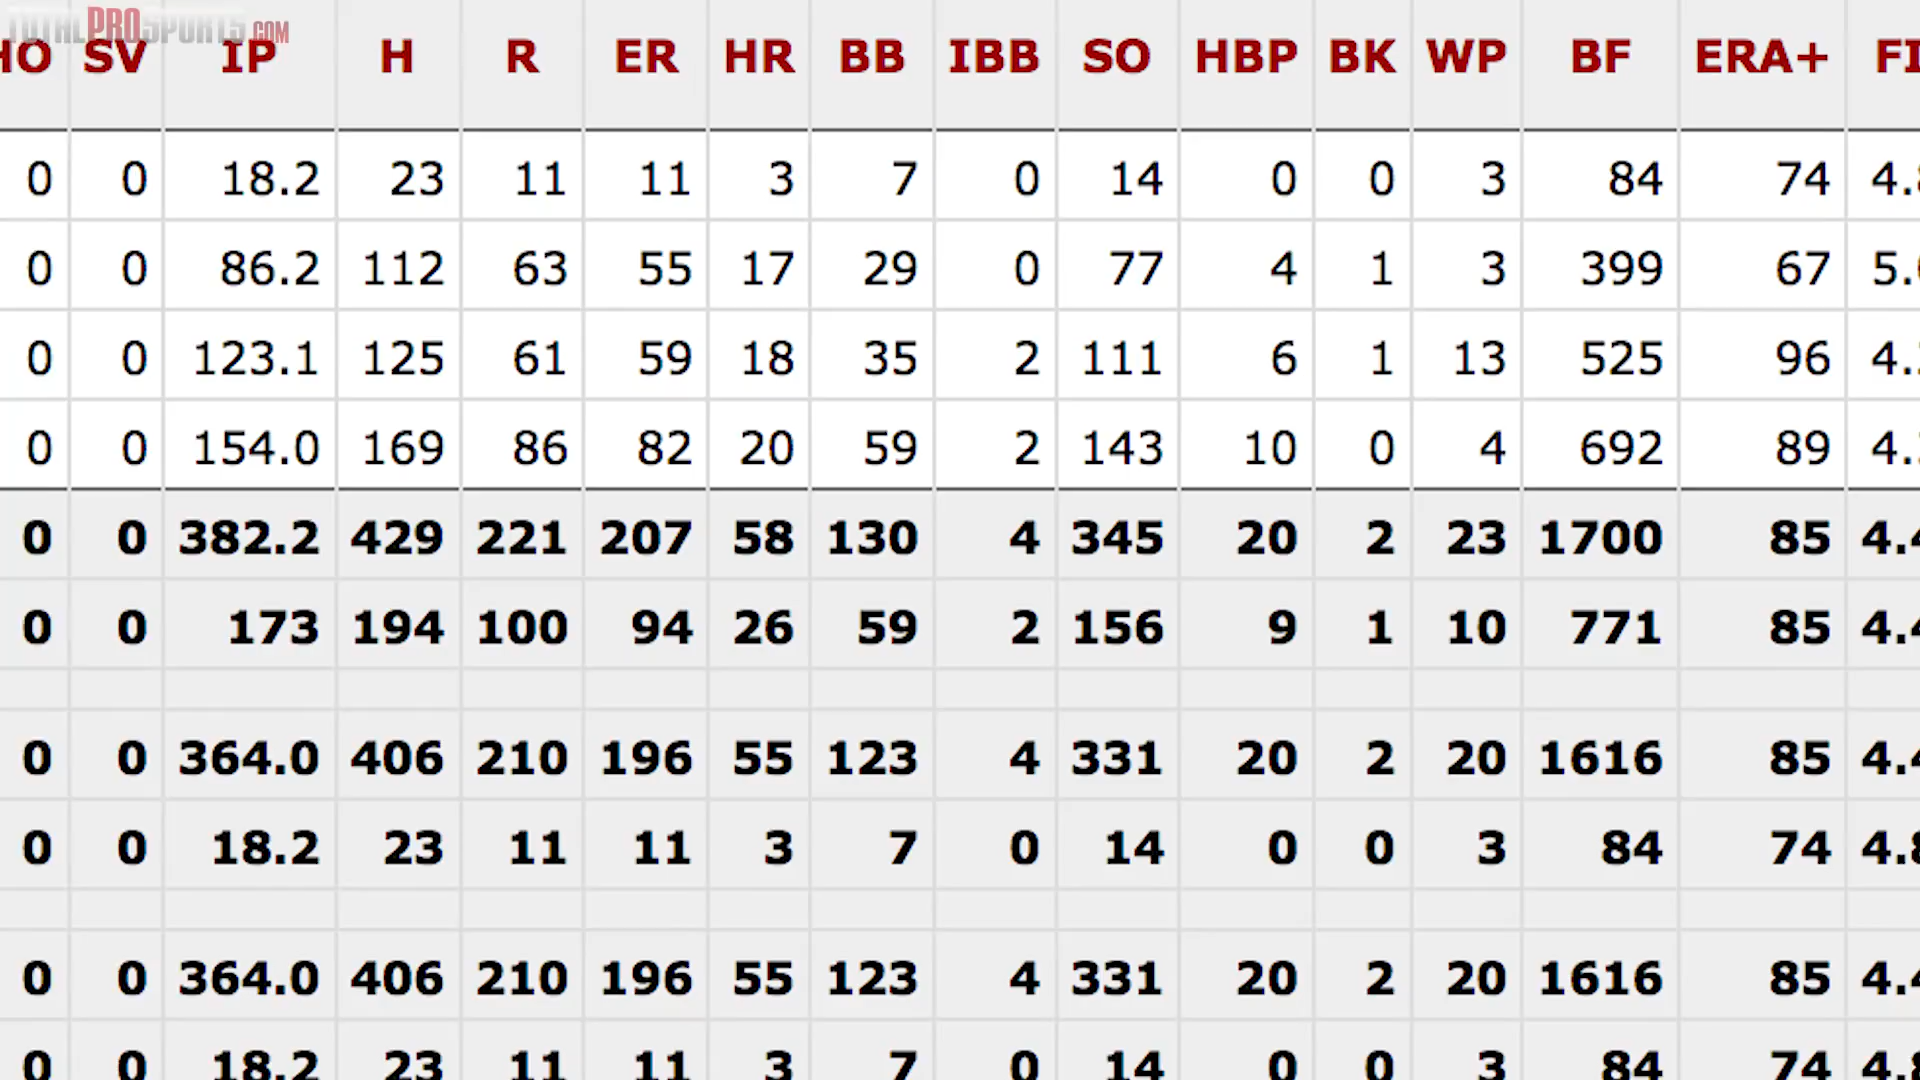 TOTALPROSPORTS.COM
HO SV IP H R ER HR BB IBB SO HBP BK WP BF ERA+ FI
0 0 18.2 23 11 11 3 7 0 14 0 0 3 84 74 4.8
0 0 86.2 112 63 55 17 29 0 77 4 1 3 399 67 5.
0 0 123.1 125 61 59 18 35 2 111 6 1 13 525 96 4.
0 0 154.0 169 86 82 20 59 2 143 10 0 4 692 89 4.
0 0 382.2 429 221 207 58 130 4 345 20 2 23 1700 85 4.4
0 0 173 194 100 94 26 59 2 156 9 1 10 771 85 4.4
0 0 364.0 406 210 196 55 123 4 331 20 2 20 1616 85 4.4
0 0 18.2 23 11 11 3 7 0 14 0 0 3 84 74 4.8
0 0 364.0 406 210 196 55 123 4 331 20 2 20 1616 85 4.4
0 0 18.2 23 11 11 3 7 0 14 0 0 3 84 74 4.8